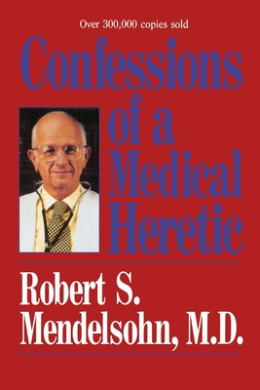 Over 300,000 copies sold
Confessions
of a
Medical
Heretic
Robert S.
Mendelsohn, M.D.